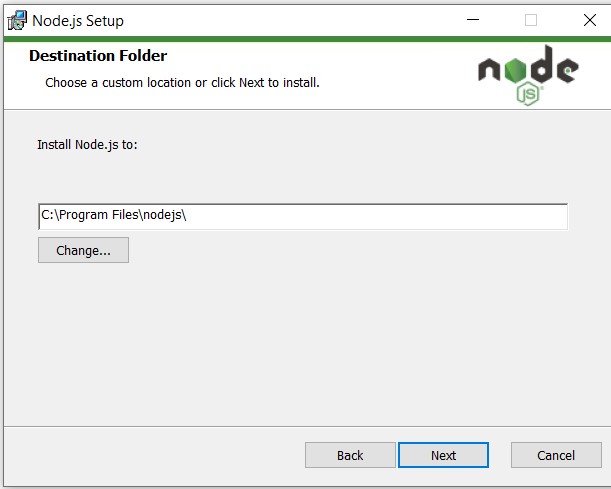 Node.js Setup
Destination Folder
Choose a custom location or click Next to install.
node
JS®
Install Node.js to:
C:\Program Files\nodejs\
Change...
Back
Next
Cancel